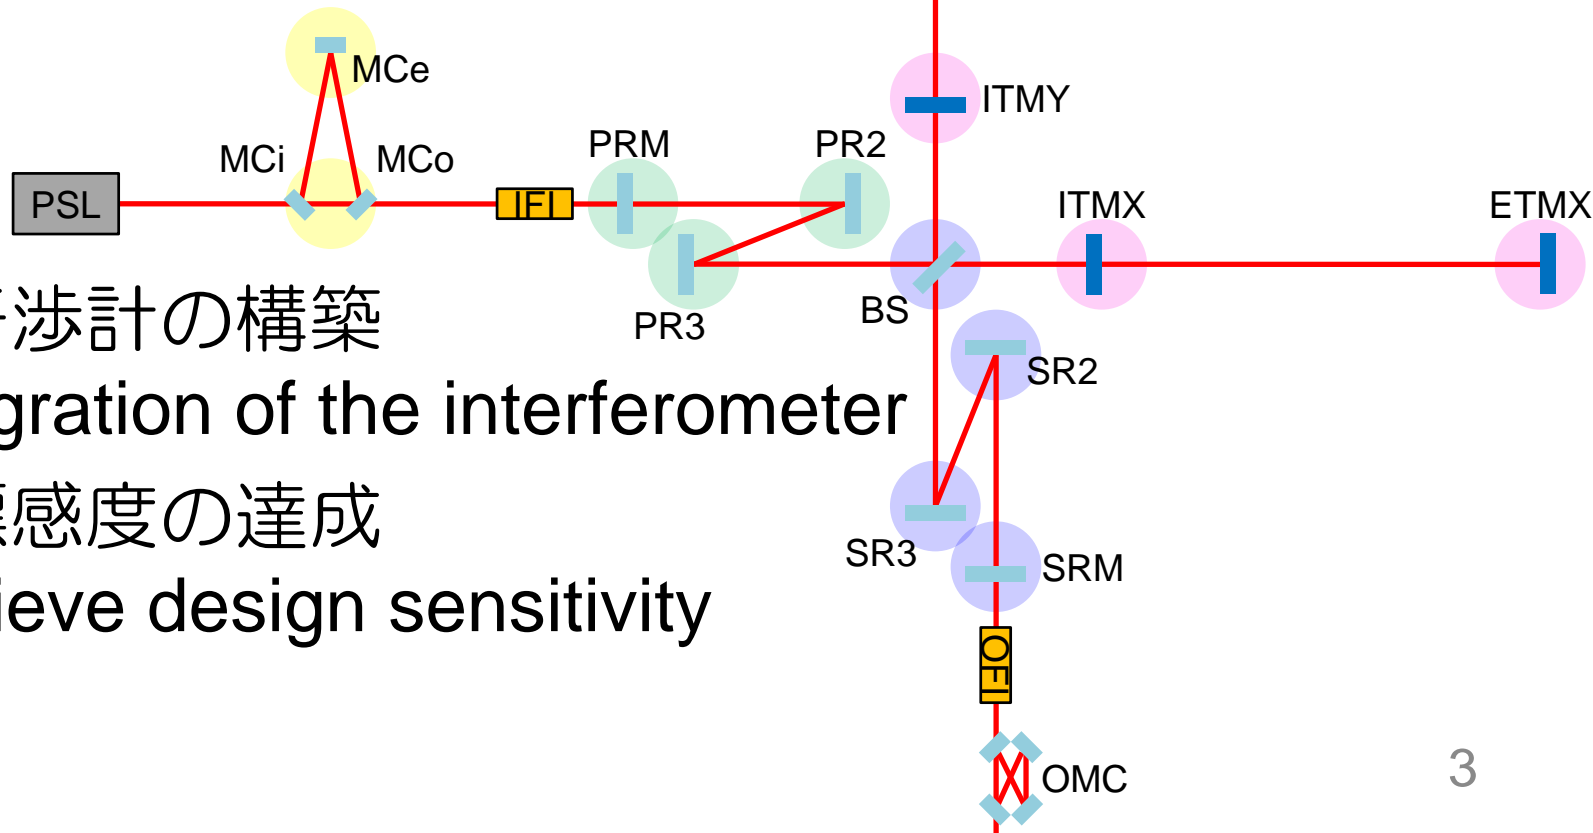 MCe
ITMY
MCi
MCo
PRM
PR2
PSL
IFI
ITMX
ETMX
BS
PR3
渉計の構築
SR2
gration of the interferometer
感度の達成
SR3
SRM
ieve design sensitivity
OFI
OMC
3